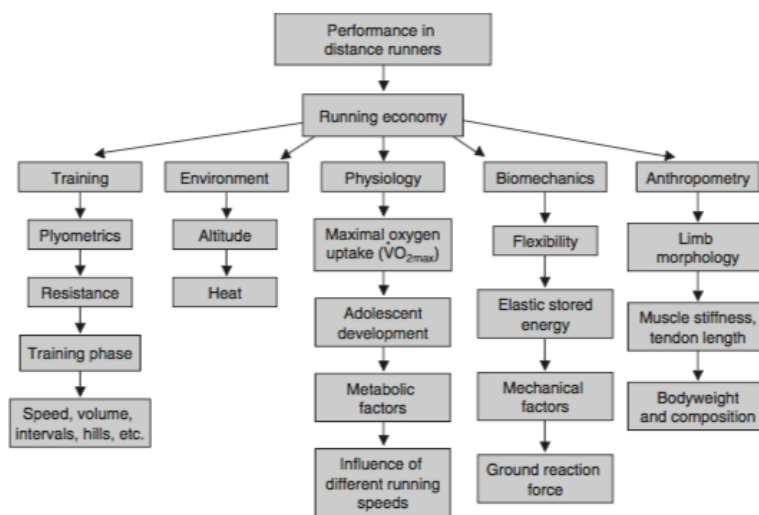 Performance in
distance runners
Running economy
Training
Environment
Physiology
Biomechanics
Anthropometry
Plyometrics
Altitude
Maximal oxygen
uptake (V̇O2max)
Flexibility
Limb
morphology
Resistance
Heat
Adolescent
development
Elastic stored
energy
Muscle stiffness,
tendon length
Training phase
Metabolic
factors
Mechanical
factors
Bodyweight
and composition
Speed, volume,
intervals, hills, etc.
Influence of
different running
speeds
Ground reaction
force